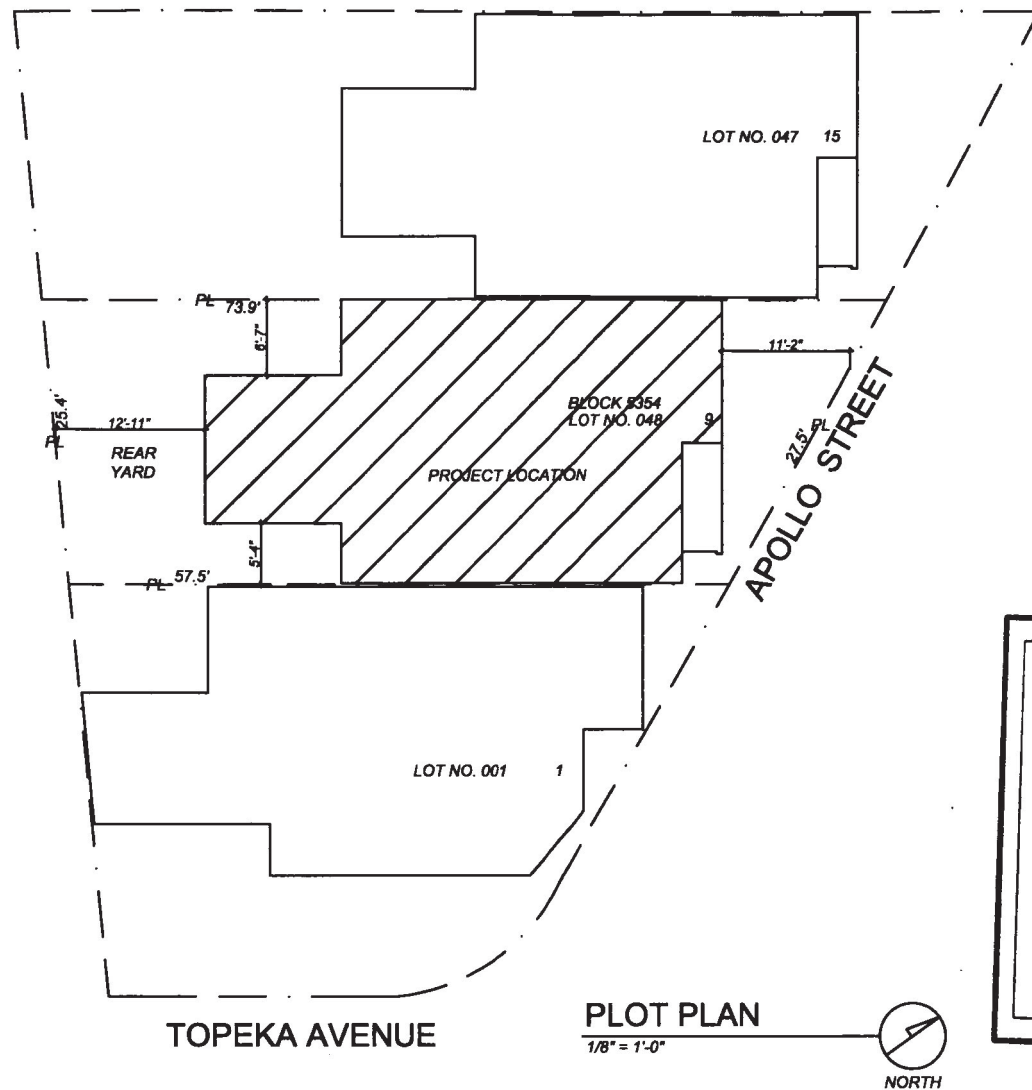 LOT NO. 047 15
PL 73.9'
6'-7"
11'-2"
BLOCK 5354
LOT NO. 048 9
25.4'
PL
12'-11"
REAR
YARD
PROJECT LOCATION
27.5' PL
APOLLO STREET
5'-4"
PL 57.5'
LOT NO. 001 1
TOPEKA AVENUE
PLOT PLAN
1/8" = 1'-0"
NORTH